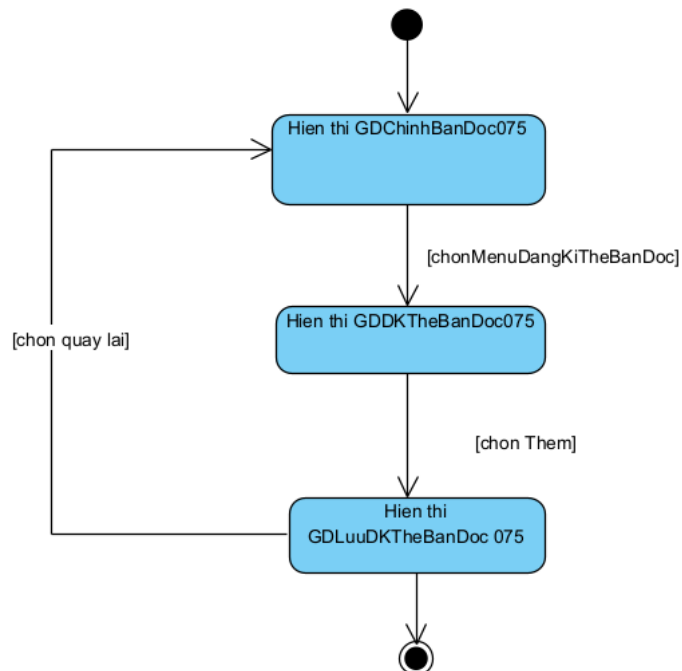 Hien thi GDChinhBanDoc075
[chonMenuDangKiTheBanDoc]
Hien thi GDDKTheBanDoc075
[chon quay lai]
[chon Them]
Hien thi
GDLuuDKTheBanDoc 075